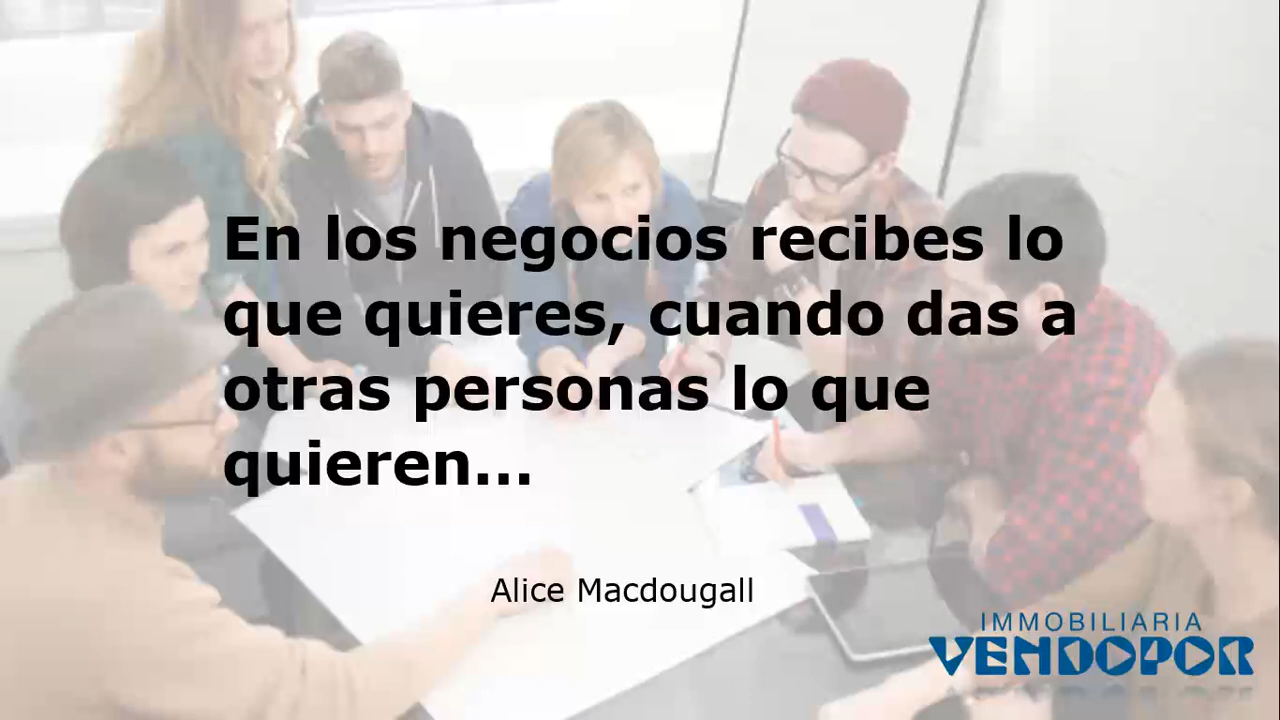 En los negocios recibes lo
que quieres, cuando das a
otras personas lo que
quieren...
Alice Macdougall
IMMOBILIARIA
VENDOPOR